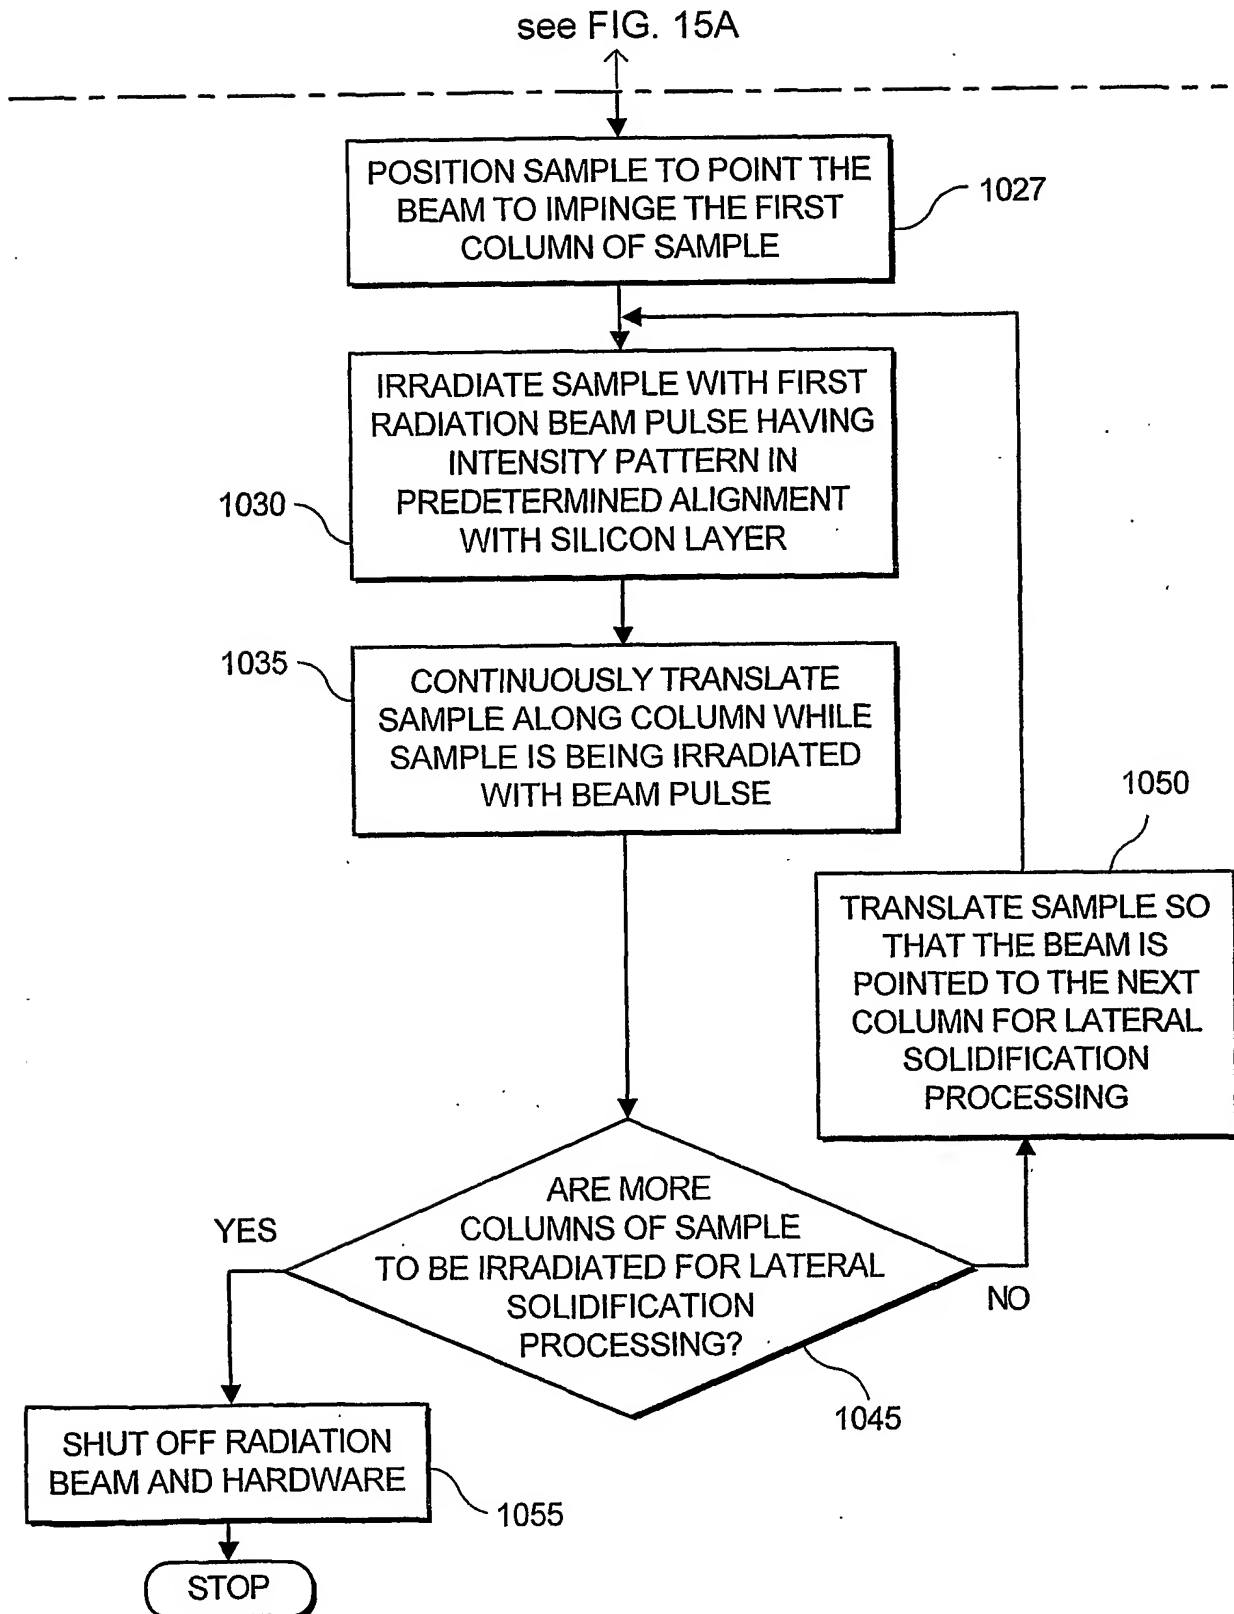 see FIG. 15A
POSITION SAMPLE TO POINT THE
BEAM TO IMPINGE THE FIRST
COLUMN OF SAMPLE
1027
IRRADIATE SAMPLE WITH FIRST
RADIATION BEAM PULSE HAVING
INTENSITY PATTERN IN
PREDETERMINED ALIGNMENT
WITH SILICON LAYER
1030
1035
CONTINUOUSLY TRANSLATE
SAMPLE ALONG COLUMN WHILE
SAMPLE IS BEING IRRADIATED
WITH BEAM PULSE
1050
TRANSLATE SAMPLE SO
THAT THE BEAM IS
POINTED TO THE NEXT
COLUMN FOR LATERAL
SOLIDIFICATION
PROCESSING
ARE MORE
COLUMNS OF SAMPLE
TO BE IRRADIATED FOR LATERAL
SOLIDIFICATION
PROCESSING?
YES
NO
1045
SHUT OFF RADIATION
BEAM AND HARDWARE
1055
STOP